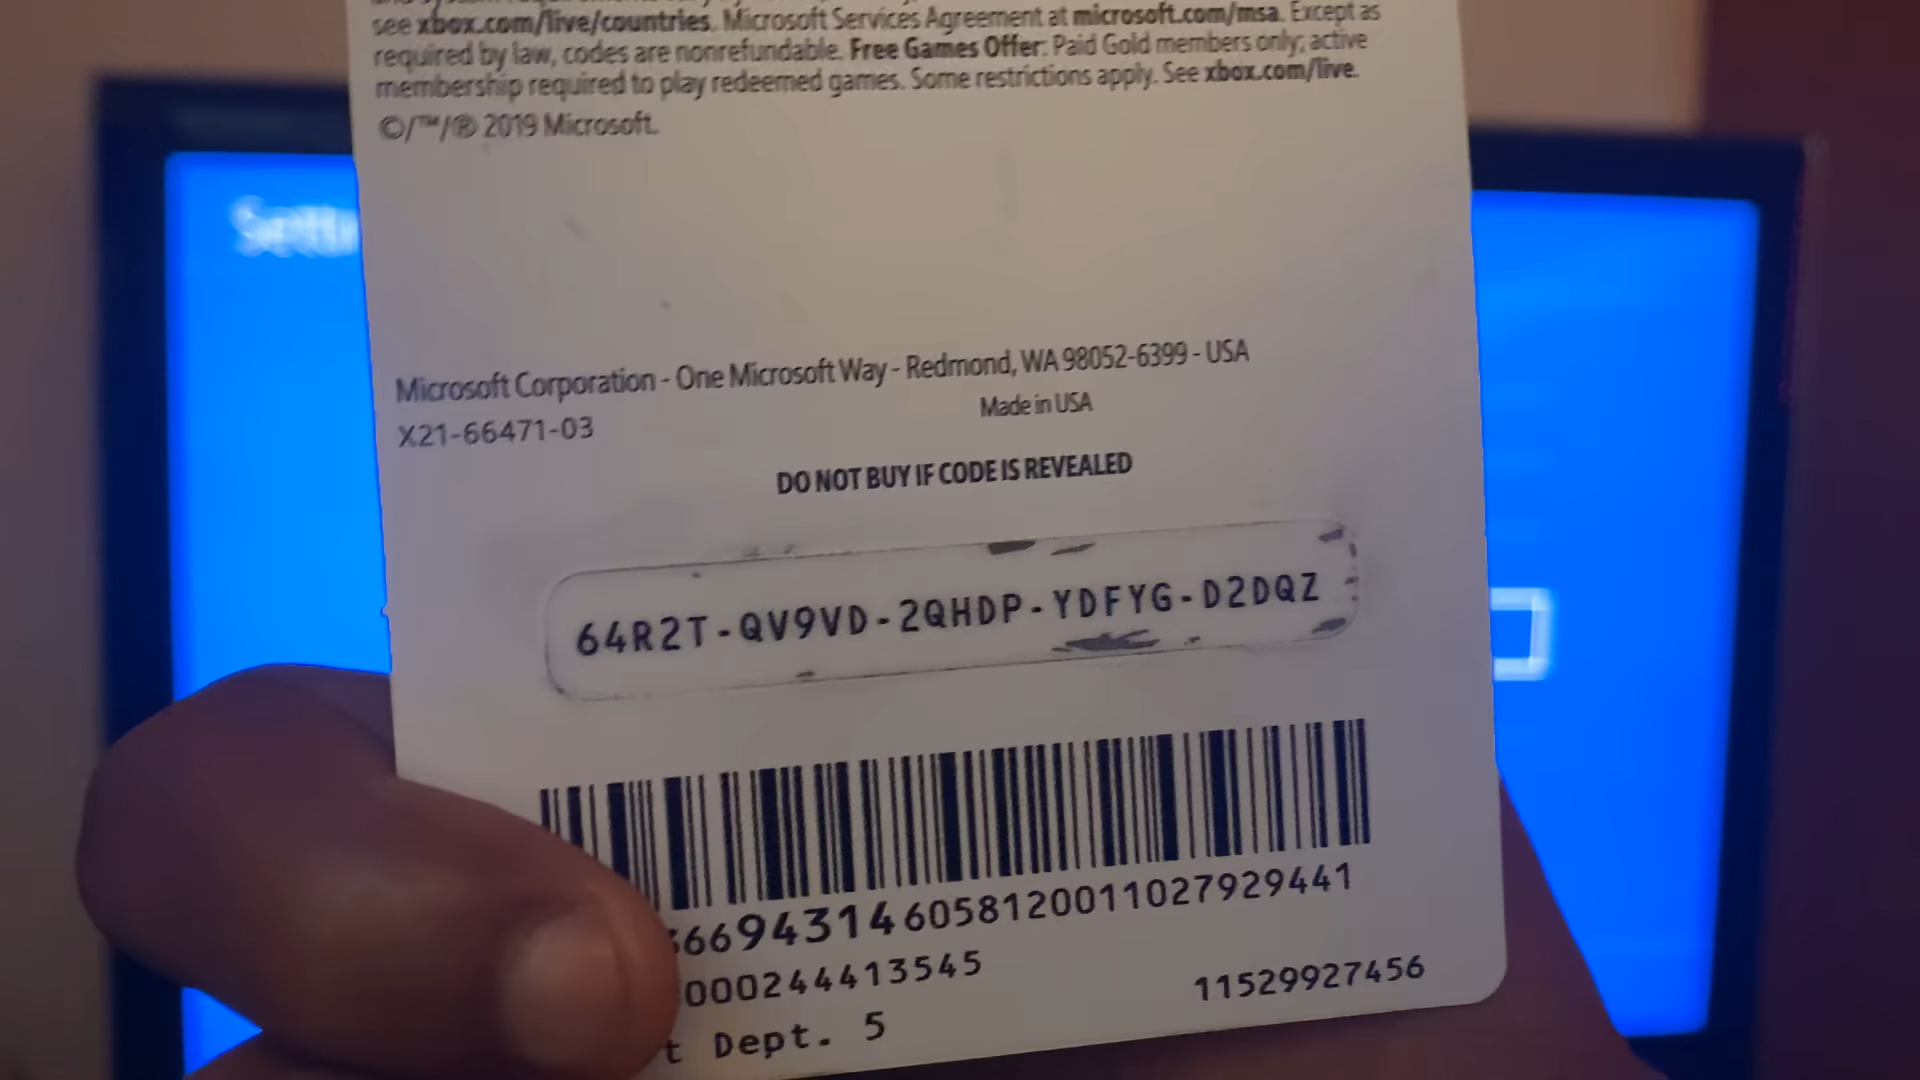 see xbox.com/live/countries. Microsoft Services Agreement at microsoft.com/msa. Except as
required by law, codes are nonrefundable. Free Games Offer: Paid Gold members only; active
membership required to play redeemed games. Some restrictions apply. See xbox.com/live.
©/™/® 2019 Microsoft.
Microsoft Corporation - One Microsoft Way - Redmond, WA 98052-6399 - USA
X21-66471-03
Made in USA
DO NOT BUY IF CODE IS REVEALED
64R2T-QV9VD-2QHDP-YDFYG-D2DQZ
66943146058120011027929441
000244413545
11529927456
t Dept. 5